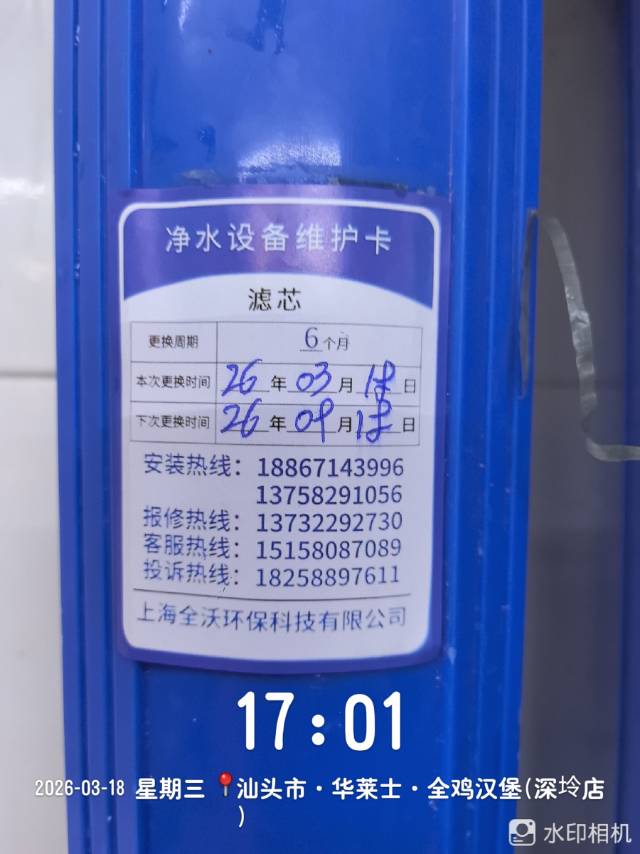 净水设备维护卡
滤芯
更换周期 6个月
本次更换时间 26年03月18日
下次更换时间 26年09月18日
安装热线：18867143996
13758291056
报修热线：13732292730
客服热线：15158087089
投诉热线：18258897611
上海全沃环保科技有限公司
17:01
2026-03-18 星期三 📍汕头市·华莱士·全鸡汉堡(深坽店
)
水印相机